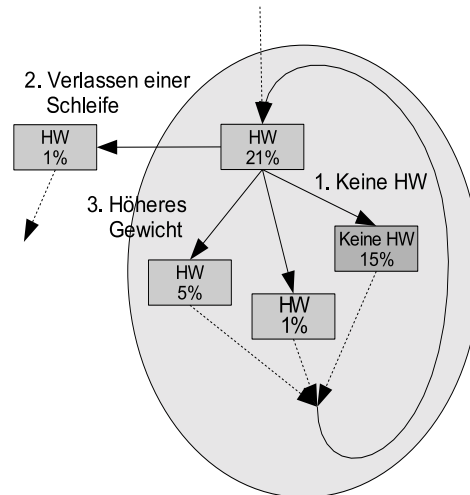 2. Verlassen einer
Schleife
HW
1%
HW
21%
1. Keine HW
3. Höheres
Gewicht
Keine HW
15%
HW
5%
HW
1%